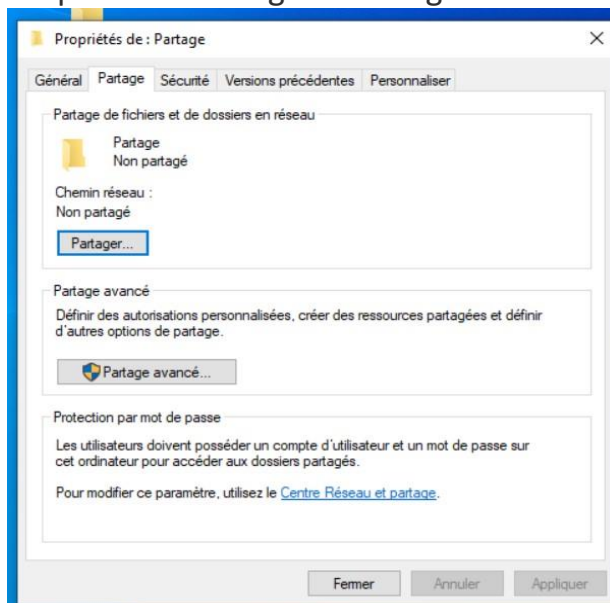 Propriétés de : Partage
Général Partage Sécurité Versions précédentes Personnaliser
Partage de fichiers et de dossiers en réseau
Partage
Non partagé
Chemin réseau :
Non partagé
Partager...
Partage avancé
Définir des autorisations personnalisées, créer des ressources partagées et définir
d'autres options de partage.
Partage avancé...
Protection par mot de passe
Les utilisateurs doivent posséder un compte d'utilisateur et un mot de passe sur
cet ordinateur pour accéder aux dossiers partagés.
Pour modifier ce paramètre, utilisez le Centre Réseau et partage.
Fermer Annuler Appliquer